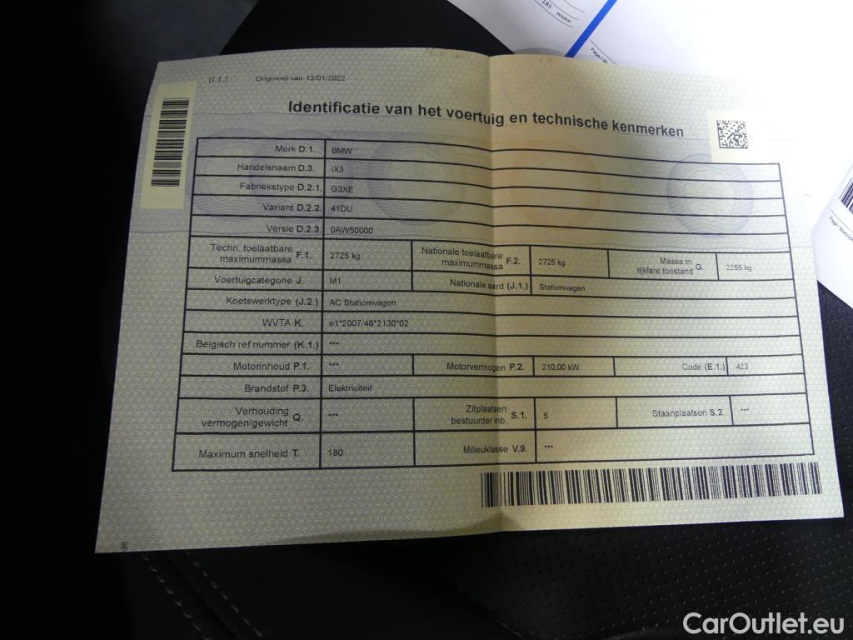 185
(I.1.) Origineel van 13/01/2022
Identificatie van het voertuig en technische kenmerken
Merk D.1. BMW
Handelsnaam D.3. IX3
Fabriekstype D.2.1. G3XE
Variant D.2.2. 41DU
Versie D.2.3. 0AW50000
Techn. toelaatbare maximummassa F.1. 2725 kg Nationale toelaatbare maximummassa F.2. 2725 kg Massa in rijklare toestand G. 2255 kg
Voertuigcategorie J. M1 Nationale aard (J.1.) Stationwagen
Koetswerktype (J.2.) AC Stationwagen
WVTA K. e1*2007/46*2130*02
Belgisch ref nummer (K.1.) ***
Motorinhoud P.1. *** Motorvermogen P.2. 210.00 kW Code (E.1.) 423
Brandstof P.3. Elektriciteit
Verhouding vermogen/gewicht Q. *** Zitplaatsen bestuurder inb. S.1. 5 Staanplaatsen S.2. ***
Maximum snelheid T. 180 Milieuklasse V.9. ***
CarOutlet.eu